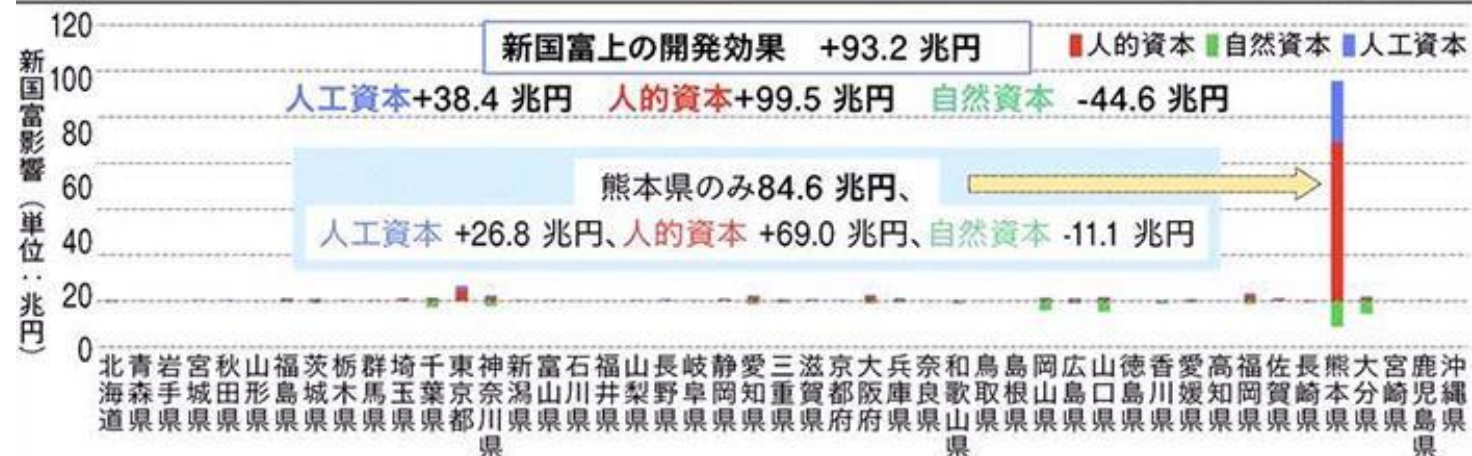 新国富影響（単位：兆円）
120
100
80
60
40
20
0
新国富上の開発効果 +93.2 兆円
人的資本 自然資本 人工資本
人工資本+38.4 兆円 人的資本+99.5 兆円 自然資本 -44.6 兆円
熊本県のみ84.6 兆円、
人工資本 +26.8 兆円、人的資本 +69.0 兆円、自然資本 -11.1 兆円
北海道
青森県
岩手県
宮城県
秋田県
山形県
福島県
茨城県
栃木県
群馬県
埼玉県
千葉県
東京都
神奈川県
新潟県
富山県
石川県
福井県
山梨県
長野県
岐阜県
静岡県
愛知県
三重県
滋賀県
京都府
大阪府
兵庫県
奈良県
和歌山県
鳥取県
島根県
岡山県
広島県
山口県
徳島県
香川県
愛媛県
高知県
福岡県
佐賀県
長崎県
熊本県
大分県
宮崎県
鹿児島県
沖縄県